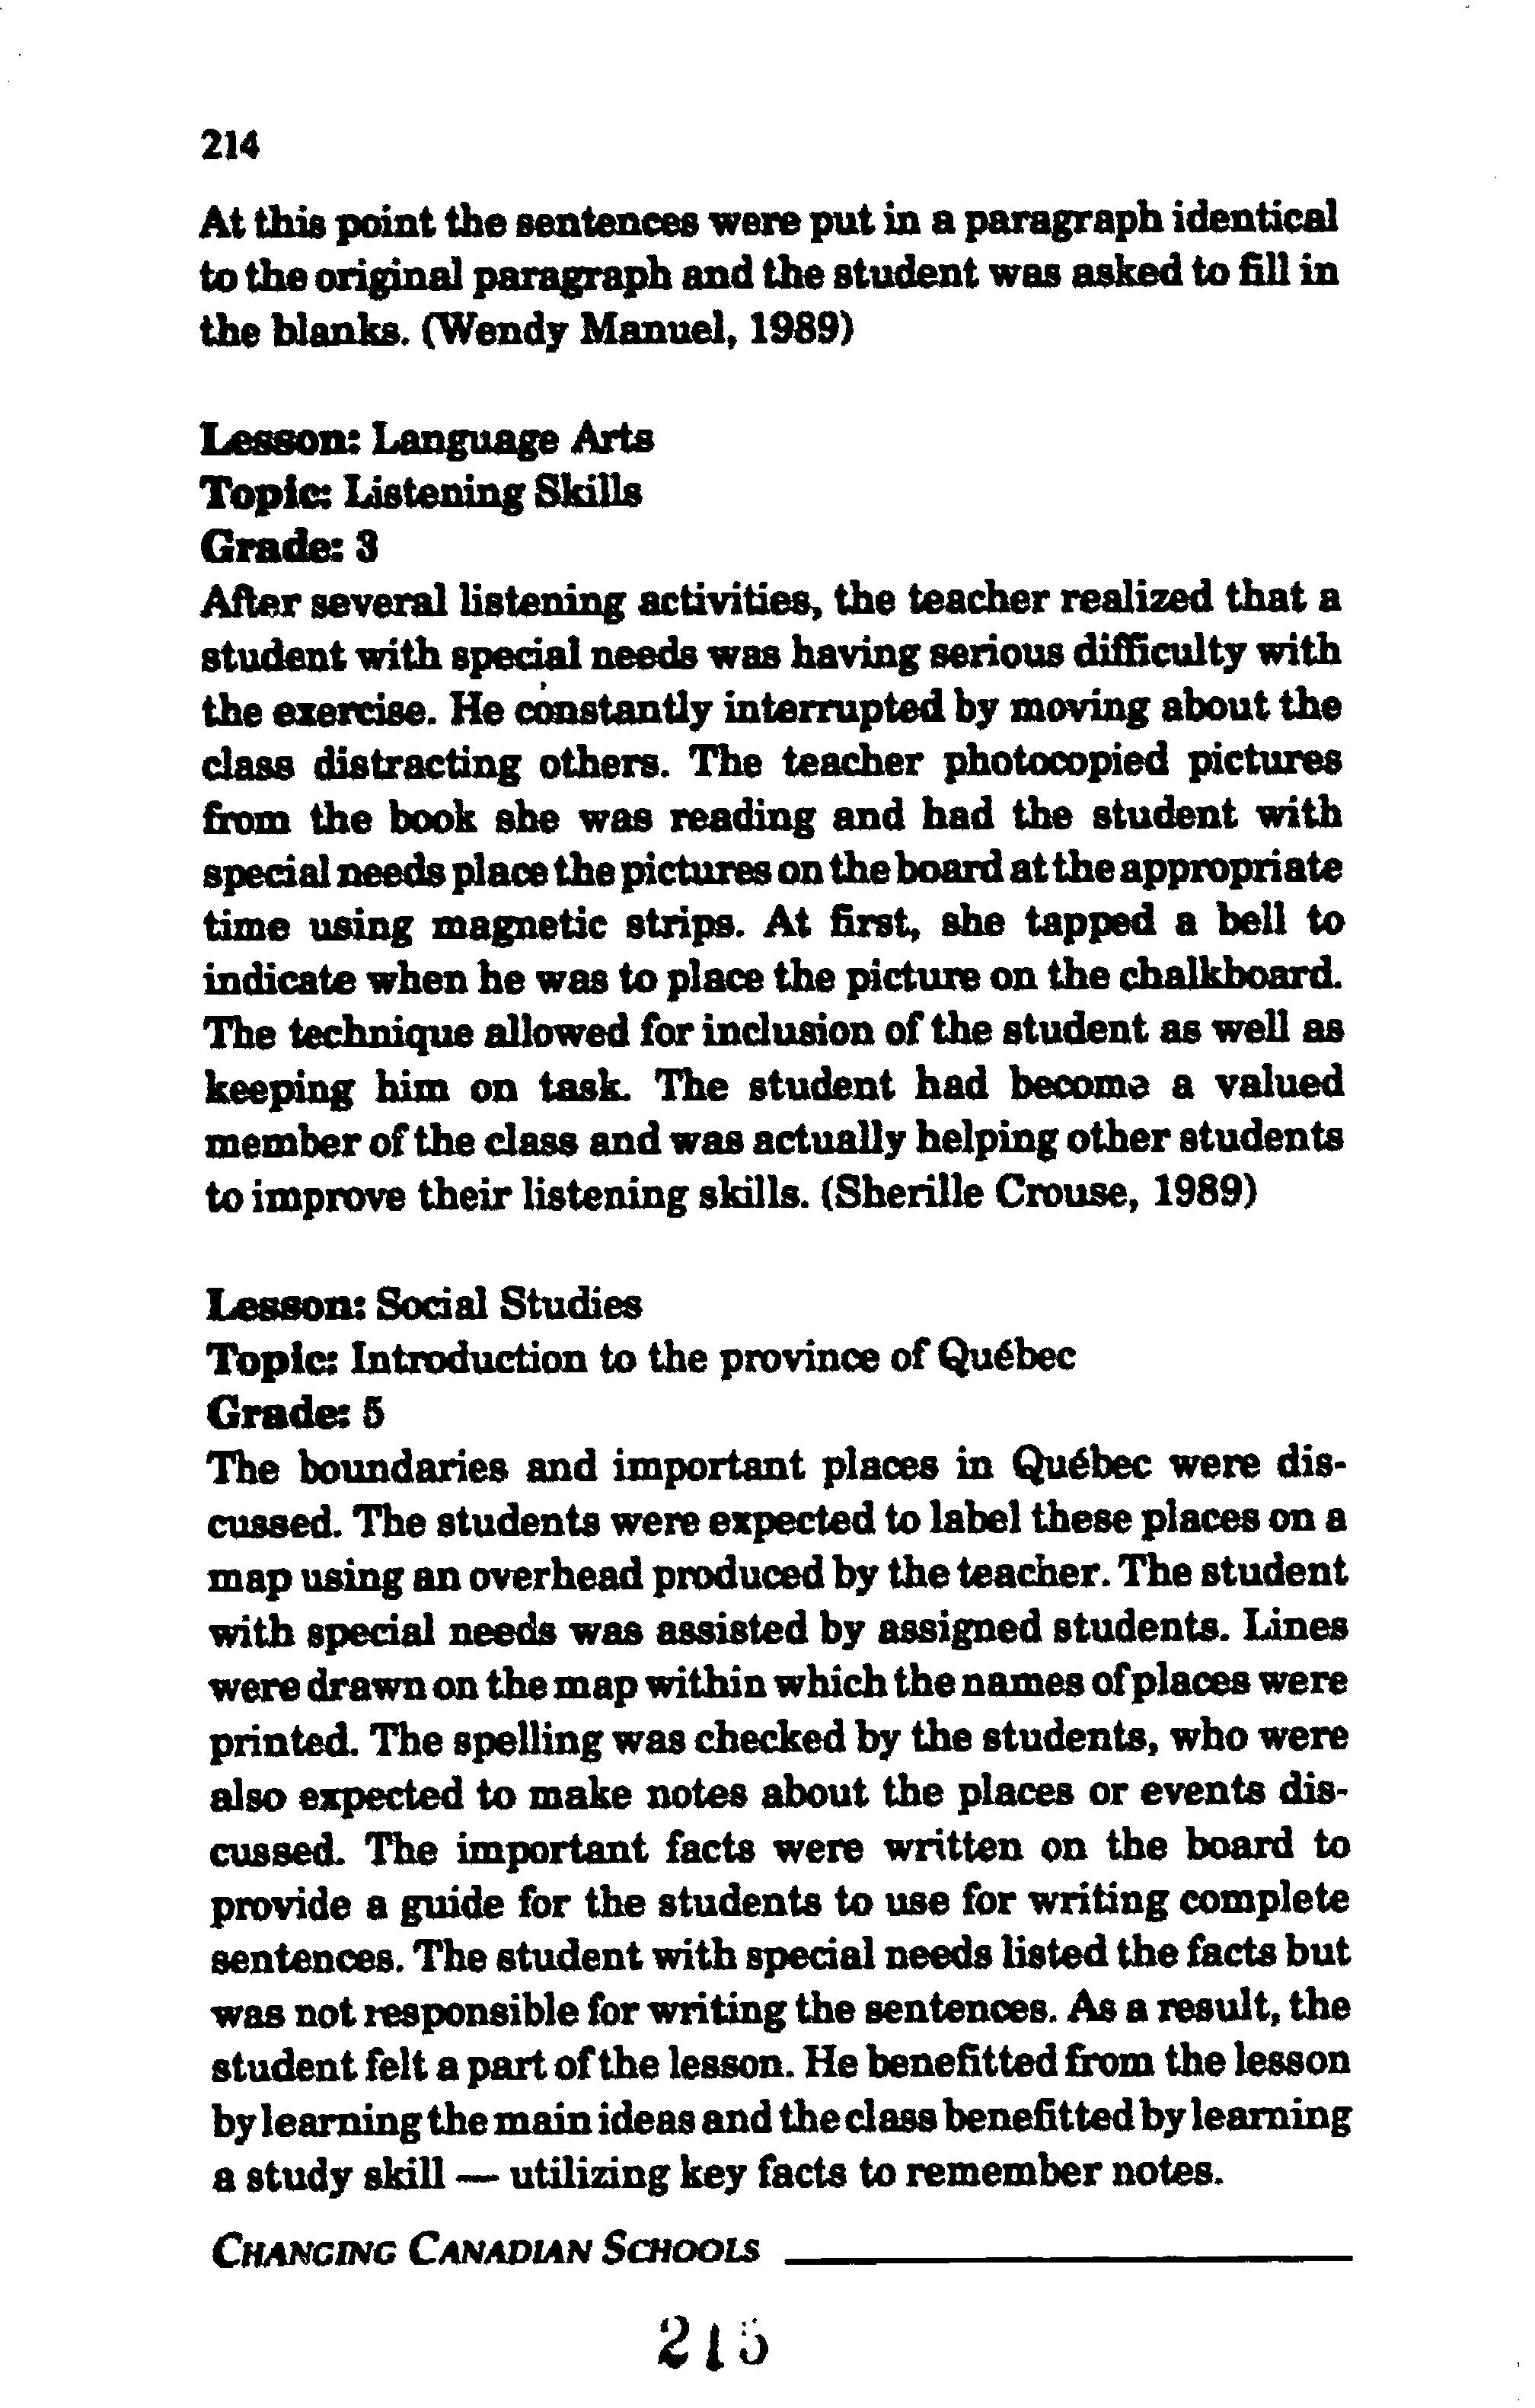 214
At this point the sentences were put in a paragraph identical
to the original paragraph and the student was asked to fill in
the blanks. (Wendy Manuel, 1989)
Lesson: Language Arts
Topic: Listening Skills
Grade: 3
After several listening activities, the teacher realized that a
student with special needs was having serious difficulty with
the exercise. He constantly interrupted by moving about the
class distracting others. The teacher photocopied pictures
from the book she was reading and had the student with
special needs place the pictures on the board at the appropriate
time using magnetic strips. At first, she tapped a bell to
indicate when he was to place the picture on the chalkboard.
The technique allowed for inclusion of the student as well as
keeping him on task. The student had become a valued
member of the class and was actually helping other students
to improve their listening skills. (Sherille Crouse, 1989)
Lesson: Social Studies
Topic: Introduction to the province of Québec
Grade: 5
The boundaries and important places in Québec were dis-
cussed. The students were expected to label these places on a
map using an overhead produced by the teacher. The student
with special needs was assisted by assigned students. Lines
were drawn on the map within which the names of places were
printed. The spelling was checked by the students, who were
also expected to make notes about the places or events dis-
cussed. The important facts were written on the board to
provide a guide for the students to use for writing complete
sentences. The student with special needs listed the facts but
was not responsible for writing the sentences. As a result, the
student felt a part of the lesson. He benefitted from the lesson
by learning the main ideas and the class benefitted by learning
a study skill — utilizing key facts to remember notes.
CHANGING CANADIAN SCHOOLS
215